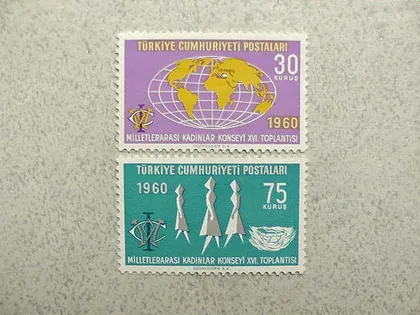 TÜRKİYE CUMHURİYETİ POSTALARI
30
KURUŞ
1960
MİLLETLERARASI KADINLAR KONSEYİ XVI. TOPLANTISI
TÜRKİYE CUMHURİYETİ POSTALARI
1960
75
KURUŞ
MİLLETLERARASI KADINLAR KONSEYİ XVI. TOPLANTISI